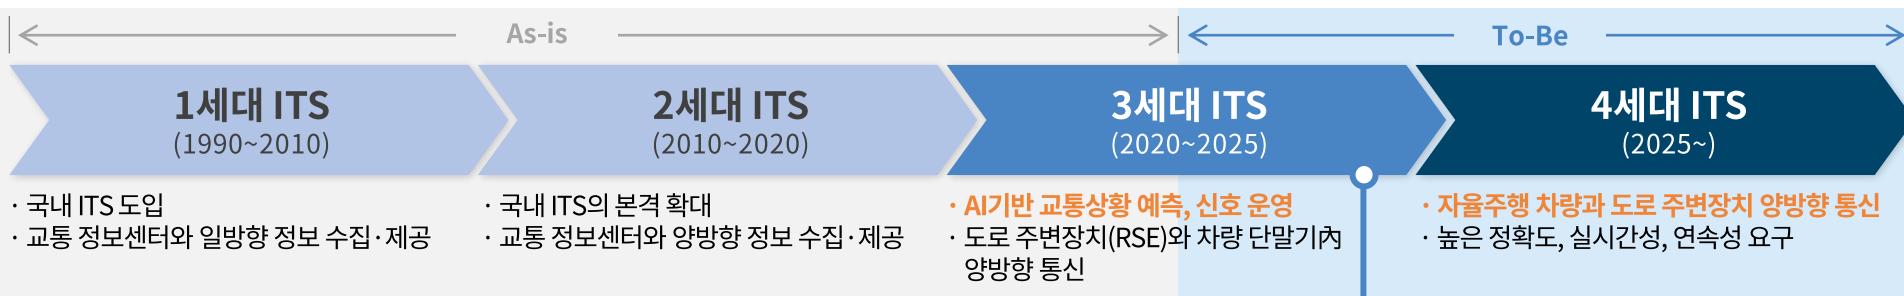 As-is
To-Be
1세대 ITS
(1990~2010)
2세대 ITS
(2010~2020)
3세대 ITS
(2020~2025)
4세대 ITS
(2025~)
· 국내 ITS 도입
· 교통 정보센터와 일방향 정보 수집·제공
· 국내 ITS의 본격 확대
· 교통 정보센터와 양방향 정보 수집·제공
· AI기반 교통상황 예측, 신호 운영
· 도로 주변장치(RSE)와 차량 단말기內
양방향 통신
· 자율주행 차량과 도로 주변장치 양방향 통신
· 높은 정확도, 실시간성, 연속성 요구